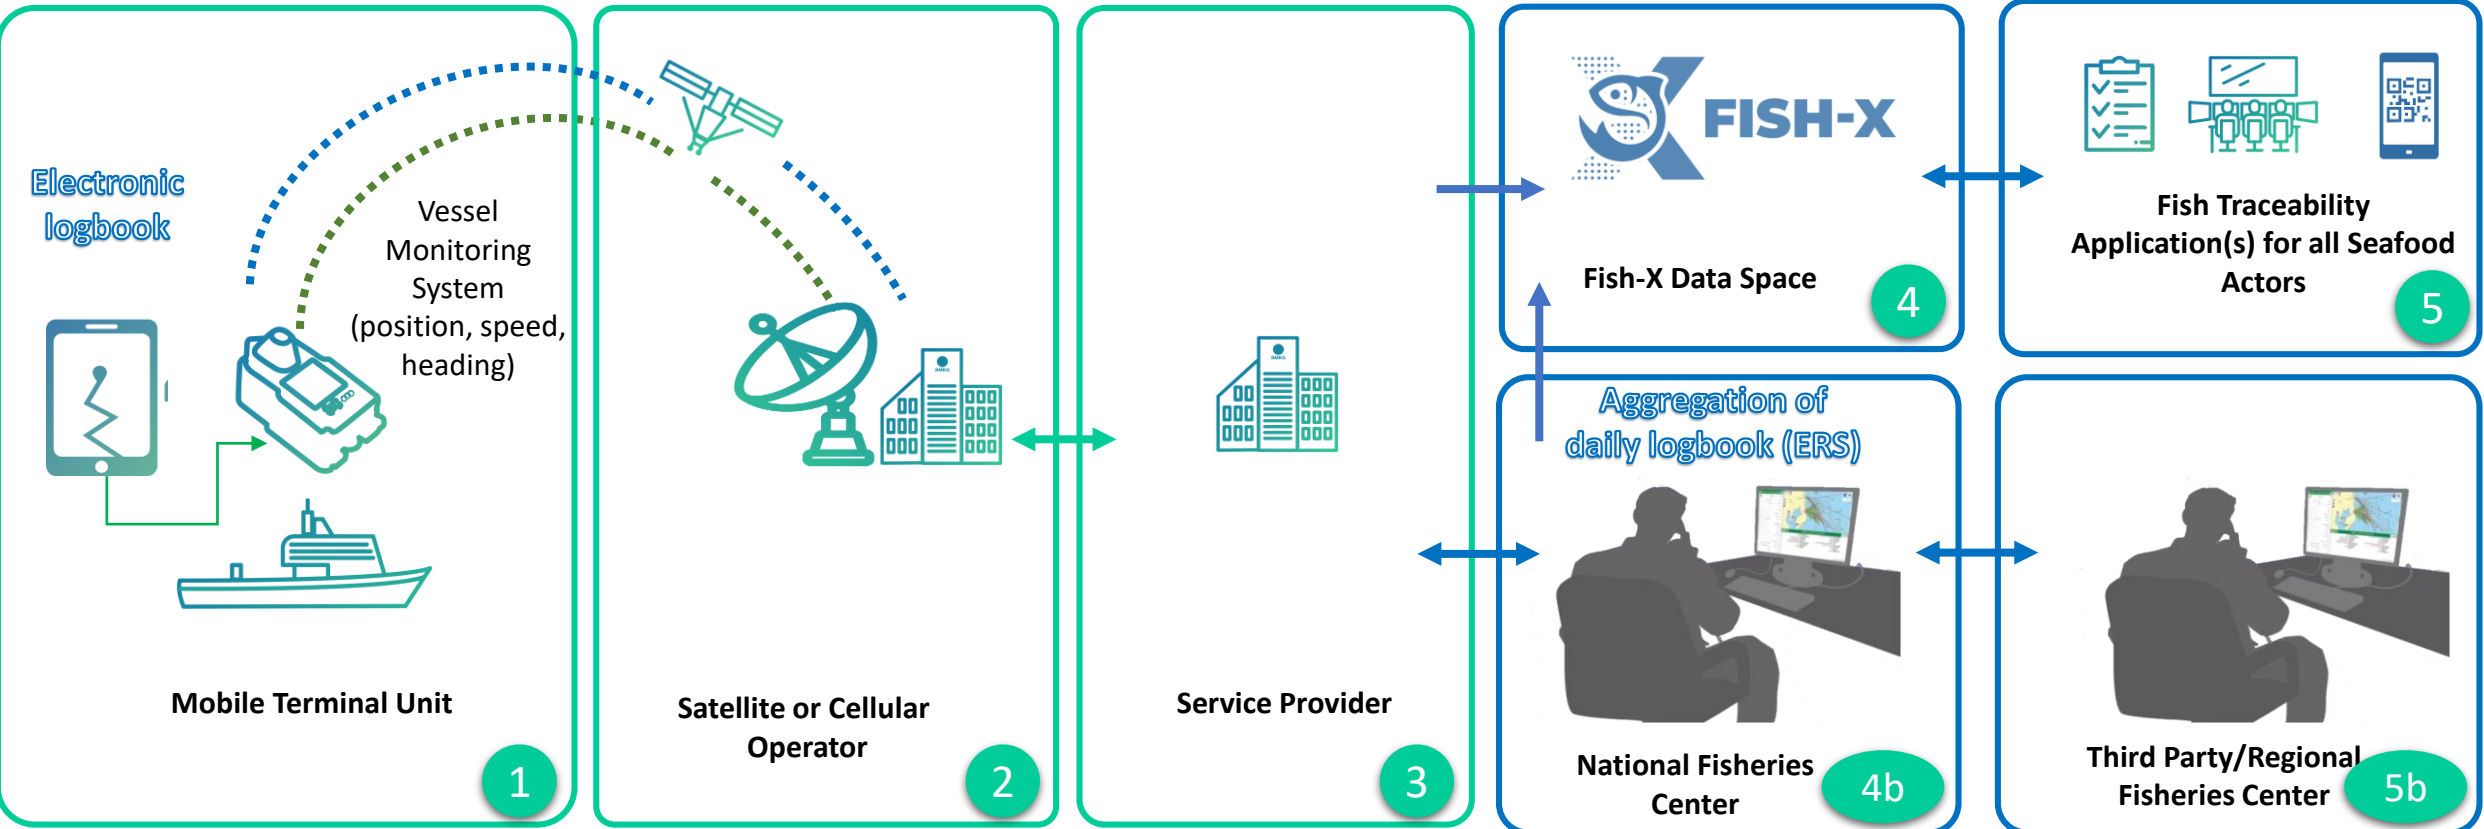 Electronic
logbook
Vessel
Monitoring
System
(position, speed,
heading)
Mobile Terminal Unit
1
Satellite or Cellular
Operator
2
Service Provider
3
FISH-X
Fish-X Data Space
4
Fish Traceability
Application(s) for all Seafood
Actors
5
Aggregation of
daily logbook (ERS)
National Fisheries
Center
4b
Third Party/Regional
Fisheries Center
5b